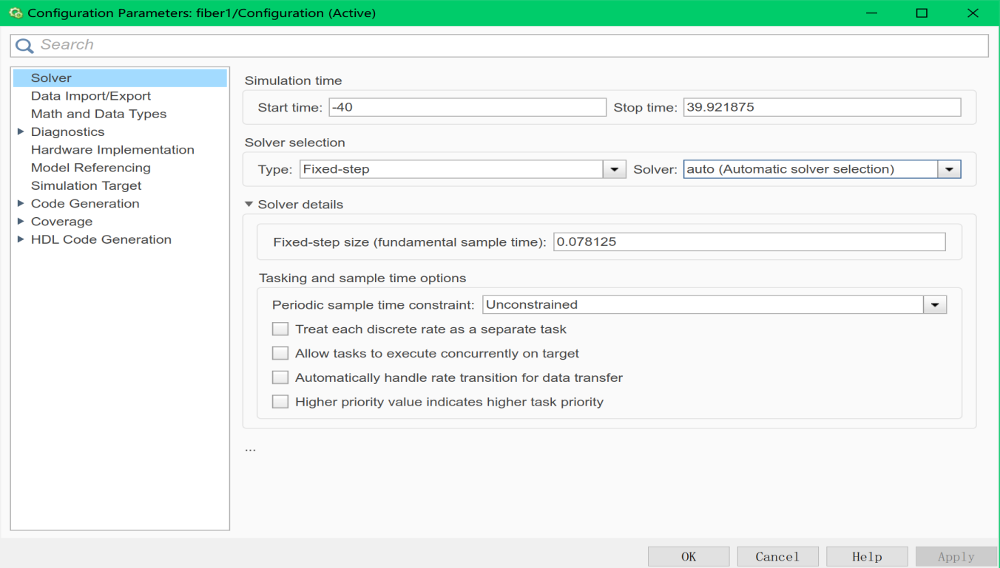 Configuration Parameters: fiber1/Configuration (Active)
Search
Solver
Data Import/Export
Math and Data Types
Diagnostics
Hardware Implementation
Model Referencing
Simulation Target
Code Generation
Coverage
HDL Code Generation
Simulation time
Start time: -40 Stop time: 39.921875
Solver selection
Type: Fixed-step Solver: auto (Automatic solver selection)
Solver details
Fixed-step size (fundamental sample time): 0.078125
Tasking and sample time options
Periodic sample time constraint: Unconstrained
Treat each discrete rate as a separate task
Allow tasks to execute concurrently on target
Automatically handle rate transition for data transfer
Higher priority value indicates higher task priority
...
OK Cancel Help Apply